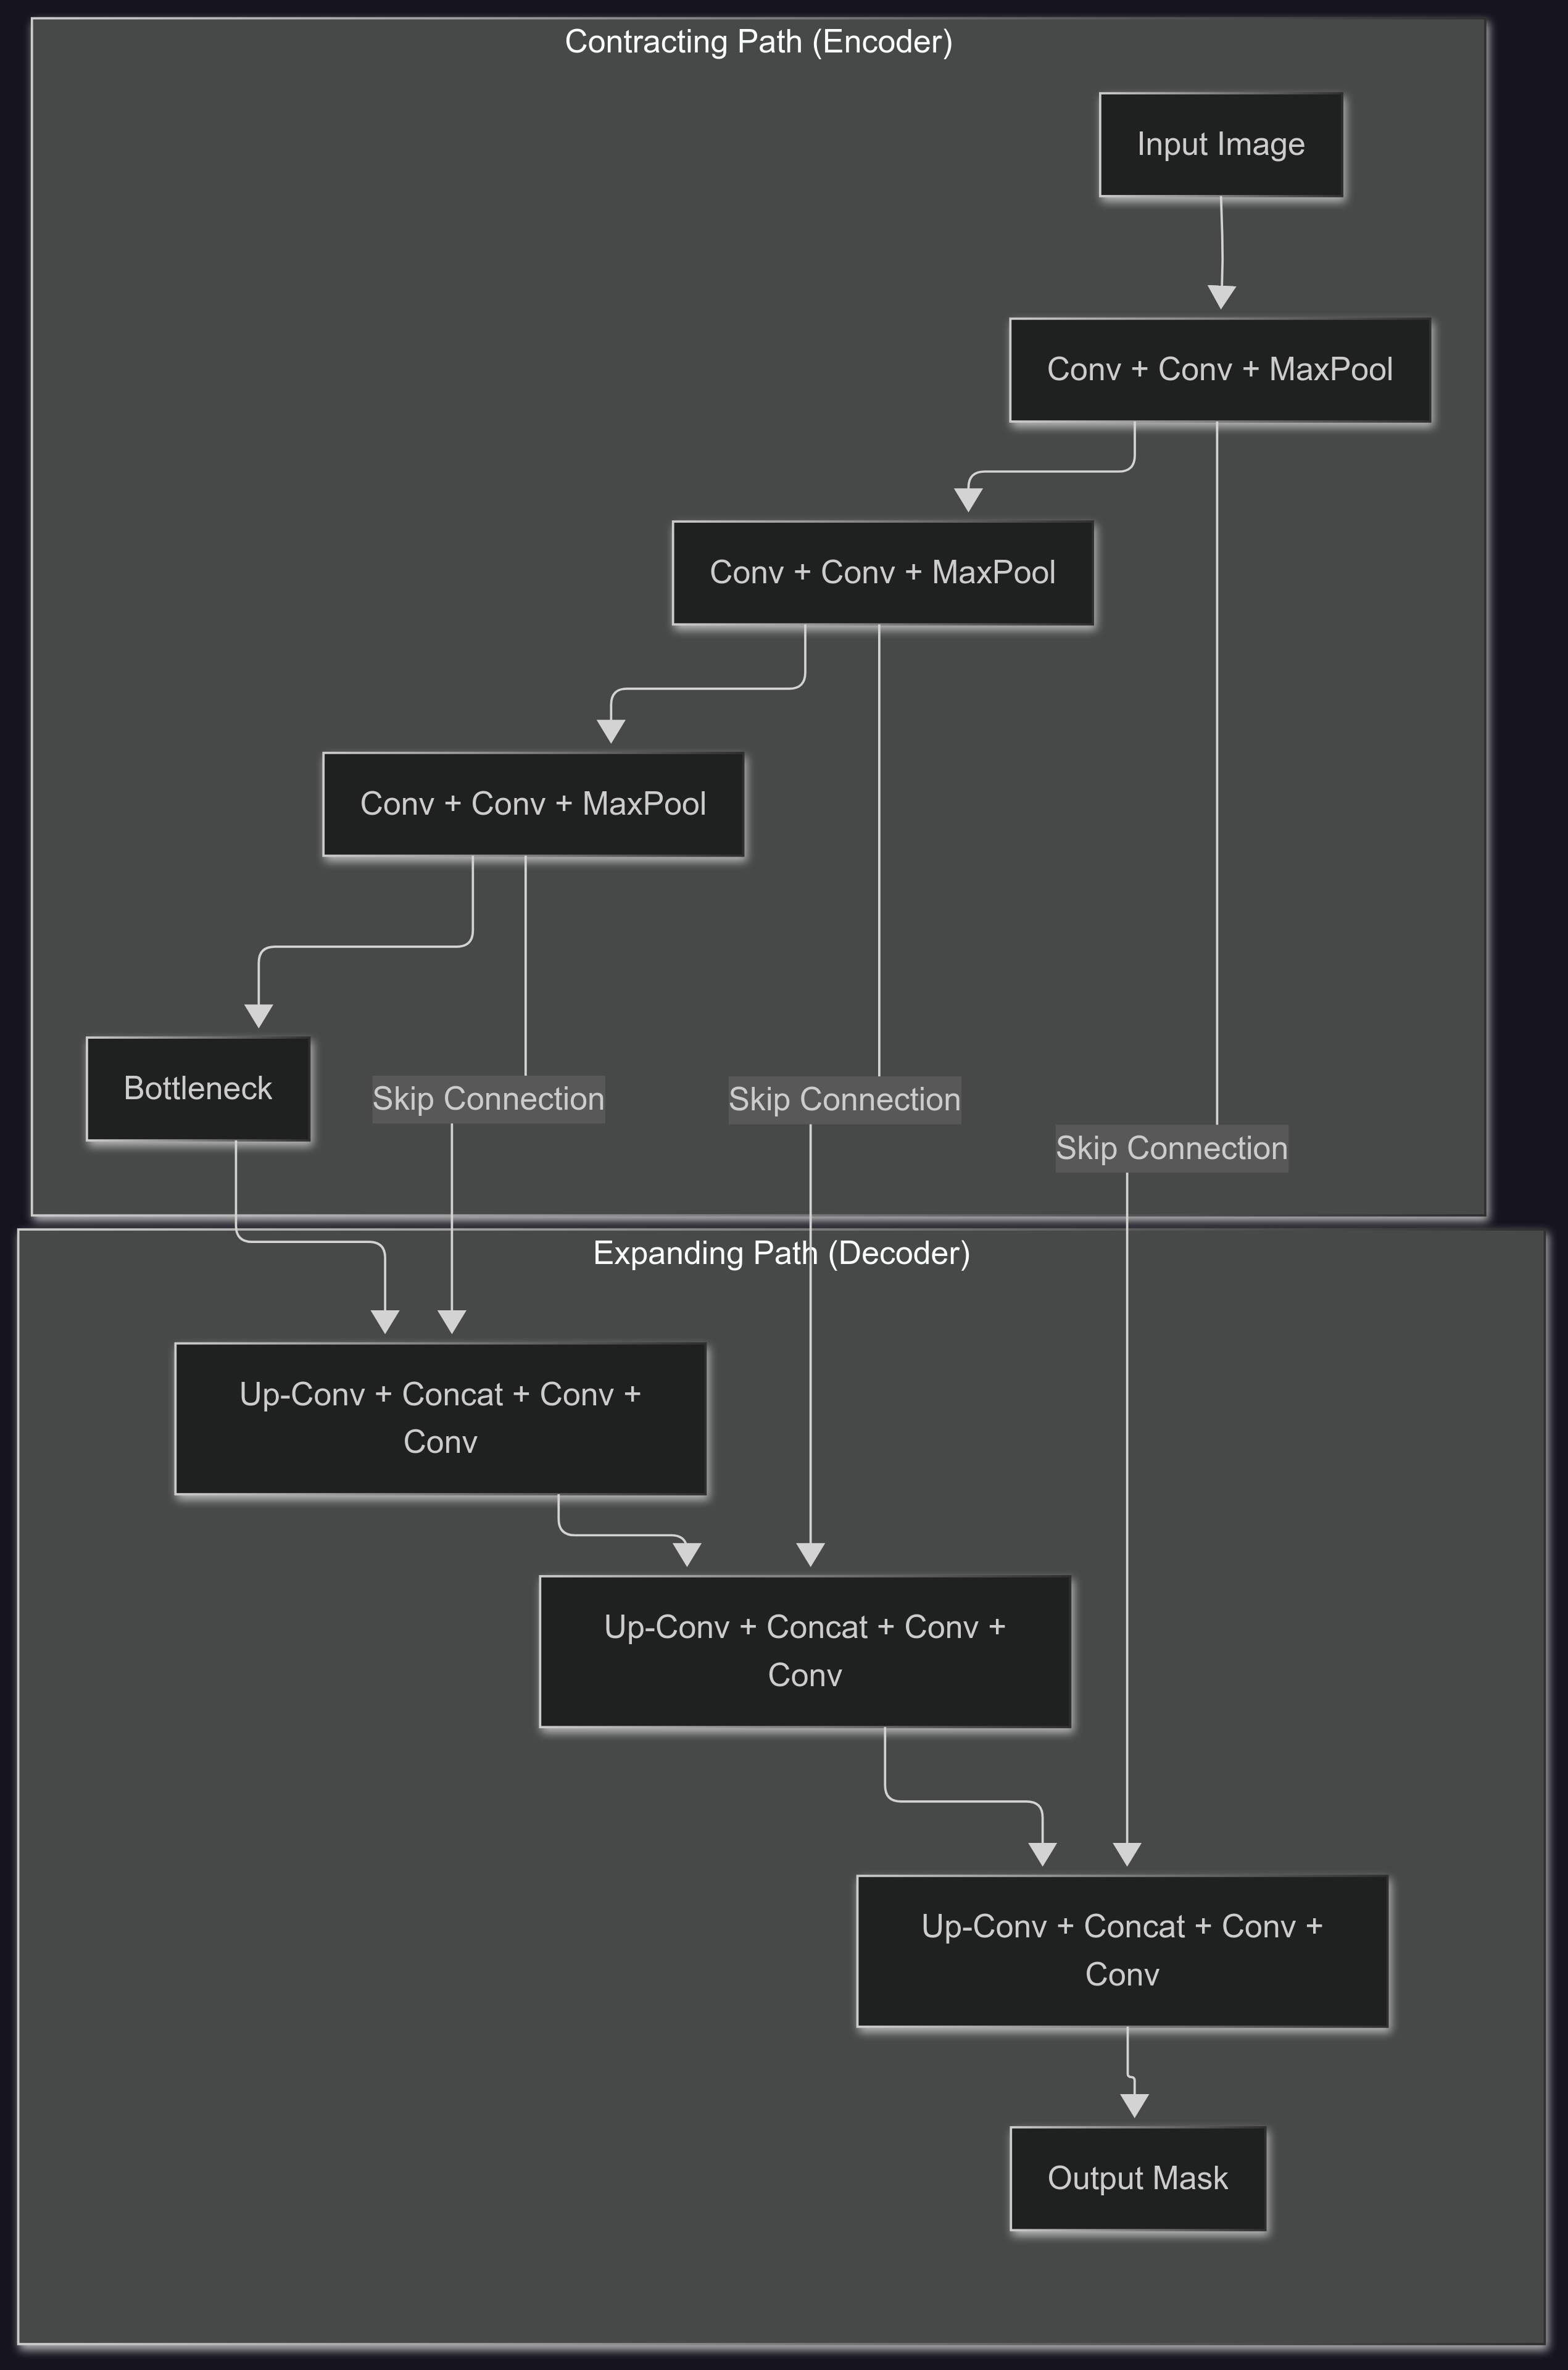 Contracting Path (Encoder)
Input Image
Conv + Conv + MaxPool
Conv + Conv + MaxPool
Conv + Conv + MaxPool
Bottleneck
Skip Connection
Skip Connection
Skip Connection
Expanding Path (Decoder)
Up-Conv + Concat + Conv +
Conv
Up-Conv + Concat + Conv +
Conv
Up-Conv + Concat + Conv +
Conv
Output Mask